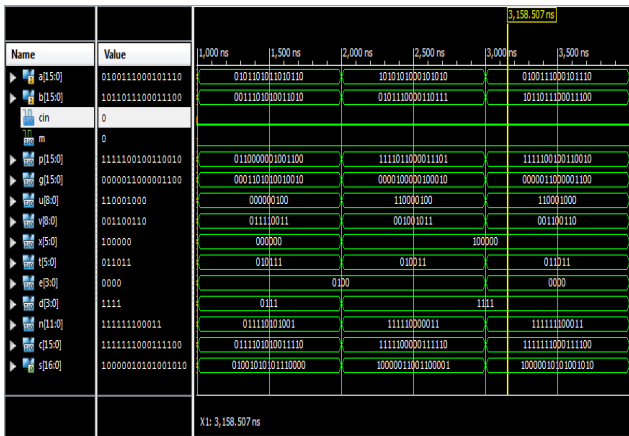 3,158.507 ns
Name Value 1,000 ns 1,500 ns 2,000 ns 2,500 ns 3,000 ns 3,500 ns
a[15:0] 0100111000101110 0101101011010110 1010101000101010 0100111000101110
b[15:0] 1011011100011100 0011101010011010 0101110000110111 1011011100011100
cin 0
m 0
p[15:0] 1111100100110010 0110000001001100 1111011000011101 1111100100110010
g[15:0] 0000011000001100 0001101010010010 0000100000100010 0000011000001100
u[8:0] 110001000 000000100 110000100 110001000
v[8:0] 001100110 011110011 001001011 001100110
x[5:0] 100000 000000 100000
t[5:0] 011011 010111 010011 011011
e[3:0] 0000 0100 0000
d[3:0] 1111 0111 1111
n[11:0] 111111100011 011110101001 111110000011 111111100011
c[15:0] 1111111000111100 0111101010011110 1111100000111110 1111111000111100
s[16:0] 10000010101001010 01001010101110000 10000011001100001 10000010101001010
X1: 3,158.507 ns